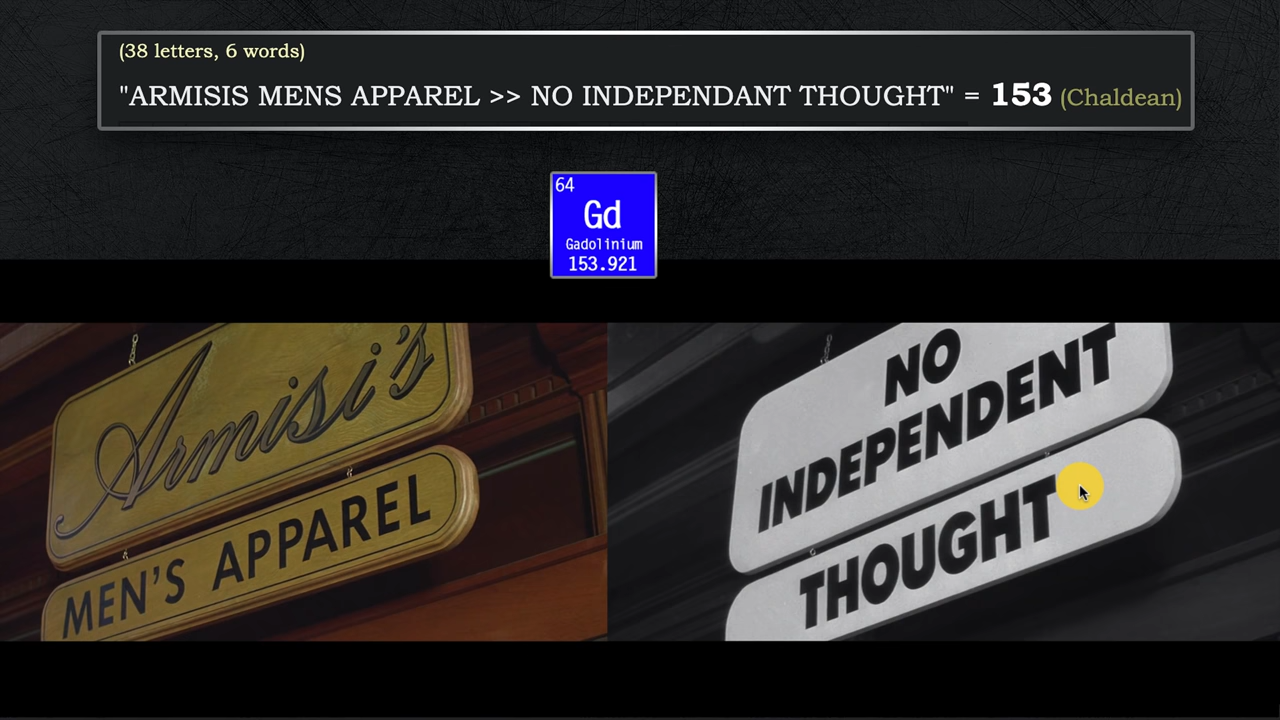 (38 letters, 6 words)
"ARMISIS MENS APPAREL >> NO INDEPENDANT THOUGHT" = 153 (Chaldean)
64
Gd
Gadolinium
153.921
Armisi's
MEN'S APPAREL
NO
INDEPENDENT
THOUGHT